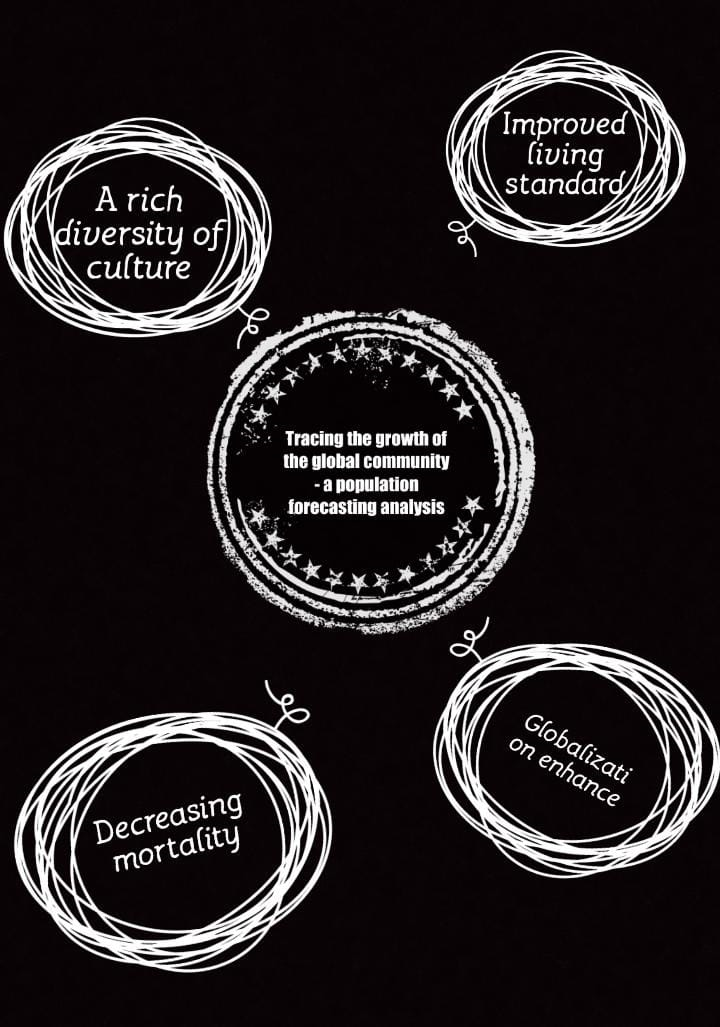 Improved
living
standard
A rich
diversity of
culture
Tracing the growth of
the global community
- a population
forecasting analysis
Globalizati
on enhance
Decreasing
mortality